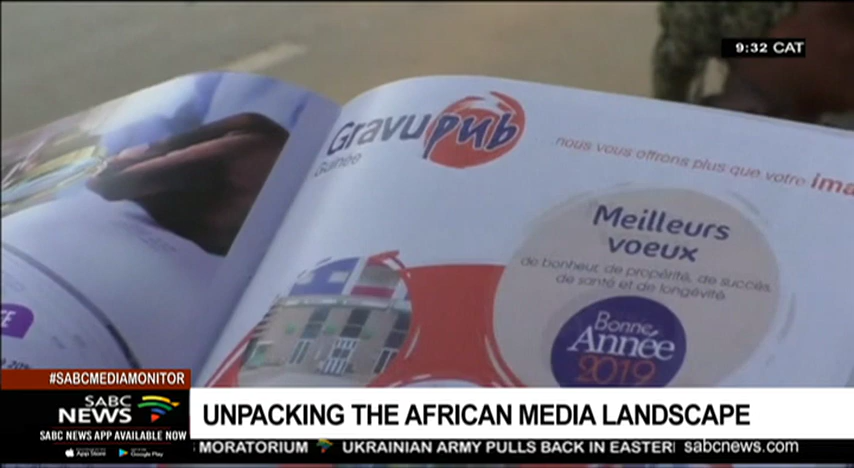 9:32 CAT
Gravupub
Guinée
...nous vous offrons plus que votre ima
Meilleurs
voeux
de bonheur, de propérité, de succès,
de santé et de longévité.
Bonne
Année
2019
#SABCMEDIAMONITOR
SABC
NEWS
SABC NEWS APP AVAILABLE NOW
App Store Google Play
UNPACKING THE AFRICAN MEDIA LANDSCAPE
MORATORIUM UKRAINIAN ARMY PULLS BACK IN EASTER
sabcnews.com